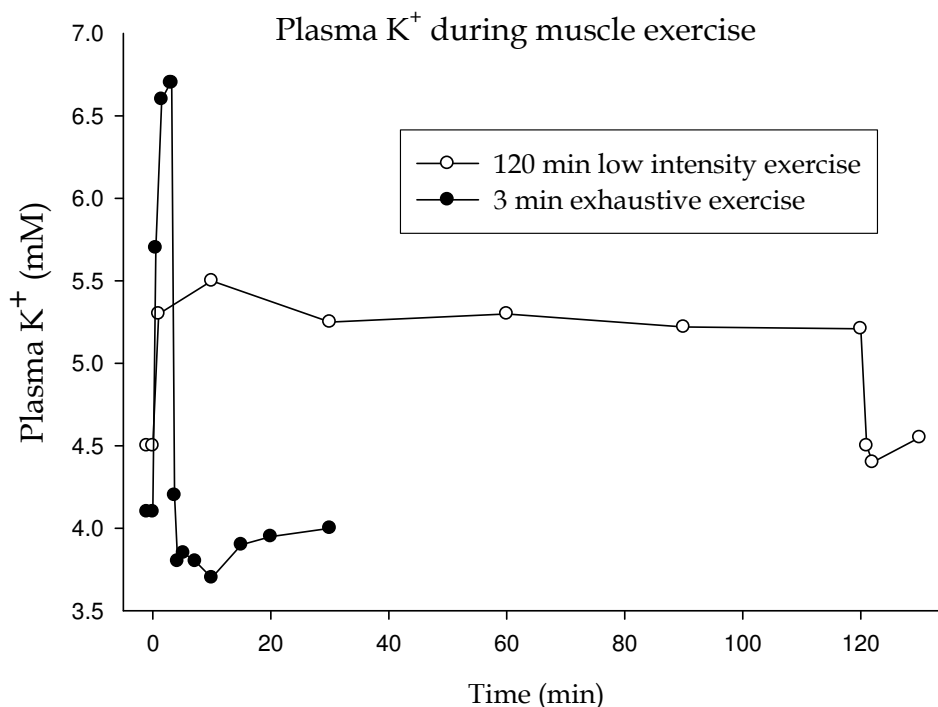 Plasma K+ during muscle exercise
7.0
6.5
6.0
5.5
5.0
4.5
4.0
3.5
Plasma K+ (mM)
120 min low intensity exercise
3 min exhaustive exercise
0 20 40 60 80 100 120
Time (min)